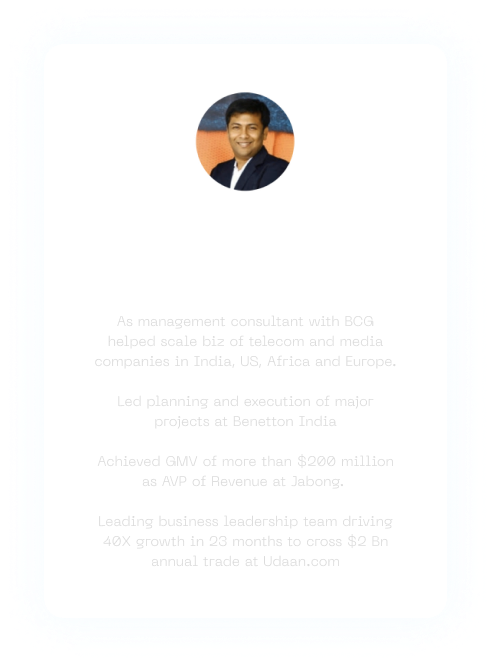 As management consultant with BCG
helped scale biz of telecom and media
companies in India, US, Africa and Europe.
Led planning and execution of major
projects at Benetton India
Achieved GMV of more than $200 million
as AVP of Revenue at Jabong.
Leading business leadership team driving
40X growth in 23 months to cross $2 Bn
annual trade at Udaan.com